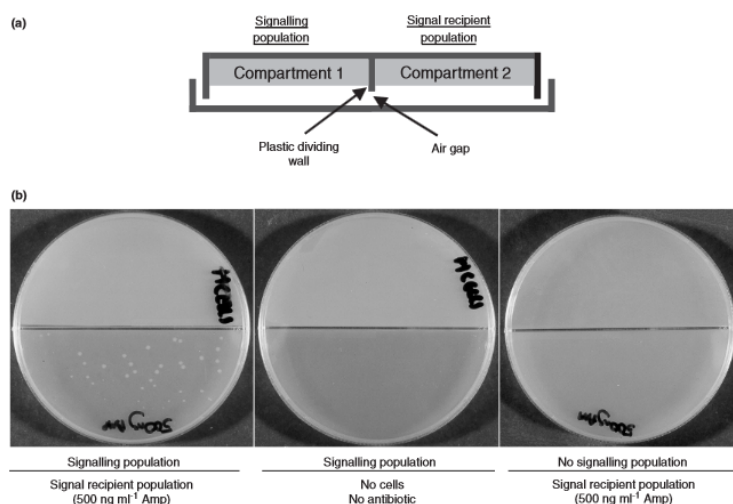 (a)
Signalling
population
Signal recipient
population
Compartment 1
Compartment 2
Plastic dividing
wall
Air gap
(b)
Signalling population
Signal recipient population
(500 ng ml⁻¹ Amp)
Signalling population
No cells
No antibiotic
No signalling population
Signal recipient population
(500 ng ml⁻¹ Amp)